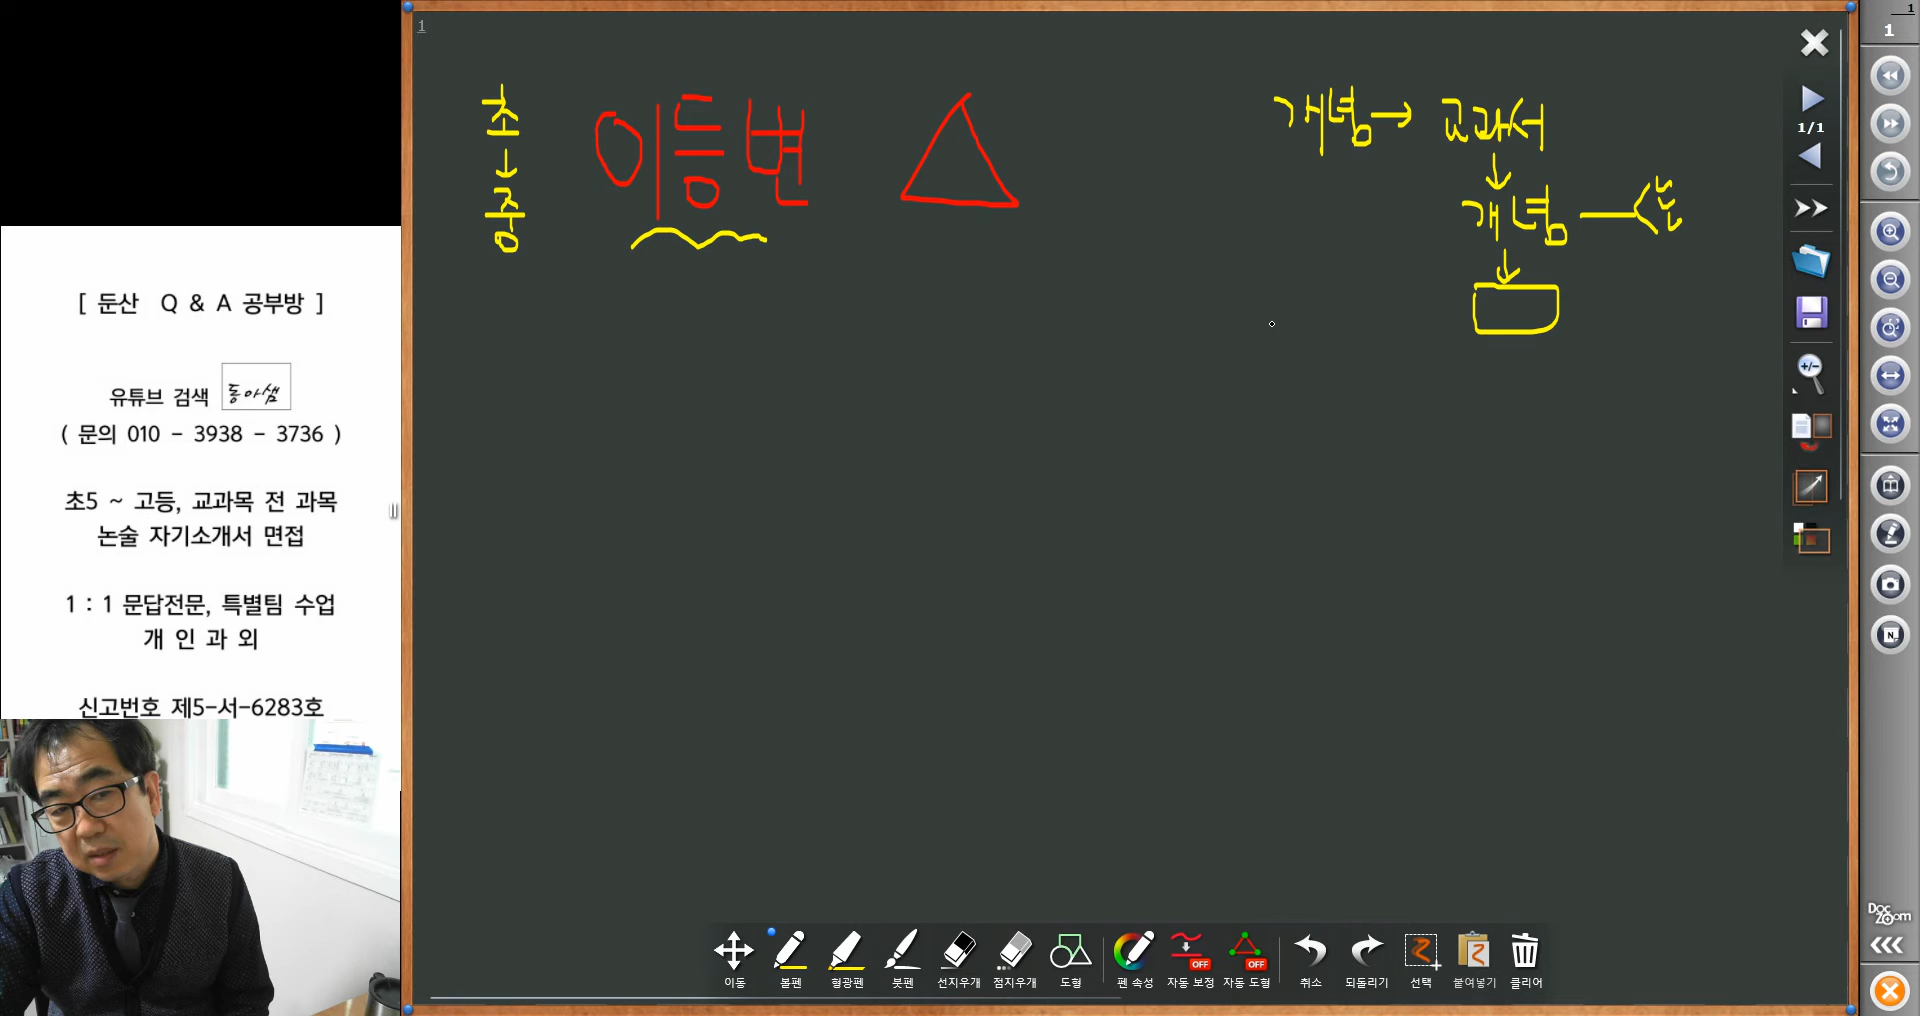 [ 둔산 Q & A 공부방 ]
유튜브 검색 동아샘
( 문의 010 - 3938 - 3736 )
초5 ~ 고등, 교과목 전 과목
논술 자기소개서 면접
1 : 1 문답전문, 특별팀 수업
개 인 과 외
신고번호 제5-서-6283호
1
초
↓
중
이등변 △
개념 → 교과서
↓
개념
↓
1
1
1/1
+/-
N
Doc Zoom
이동
볼펜
형광펜
붓펜
선지우개
점지우개
도형
펜 속성
OFF
자동 보정
OFF
자동 도형
취소
되돌리기
선택
붙여넣기
클리어